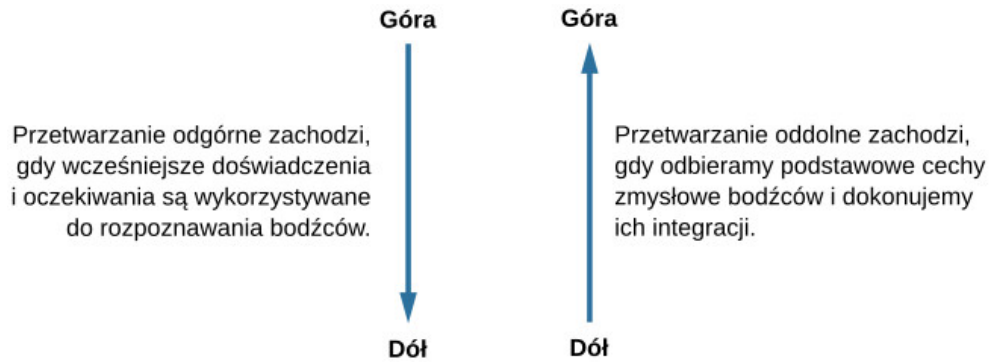 Góra
Przetwarzanie odgórne zachodzi,
gdy wcześniejsze doświadczenia
i oczekiwania są wykorzystywane
do rozpoznawania bodźców.
Dół
Góra
Przetwarzanie oddolne zachodzi,
gdy odbieramy podstawowe cechy
zmysłowe bodźców i dokonujemy
ich integracji.
Dół